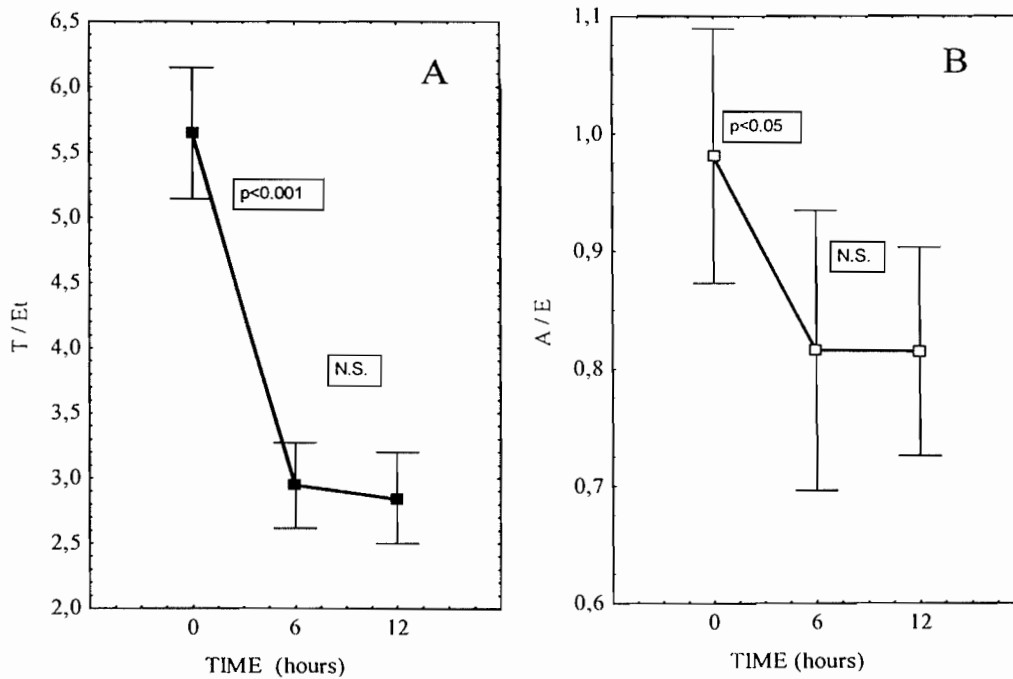 A
6,5
6,0
5,5
5,0
4,5
4,0
3,5
3,0
2,5
2,0
T / Et
p<0.001
N.S.
0 6 12
TIME (hours)
B
1,1
1,0
0,9
0,8
0,7
0,6
A / E
p<0.05
N.S.
0 6 12
TIME (hours)